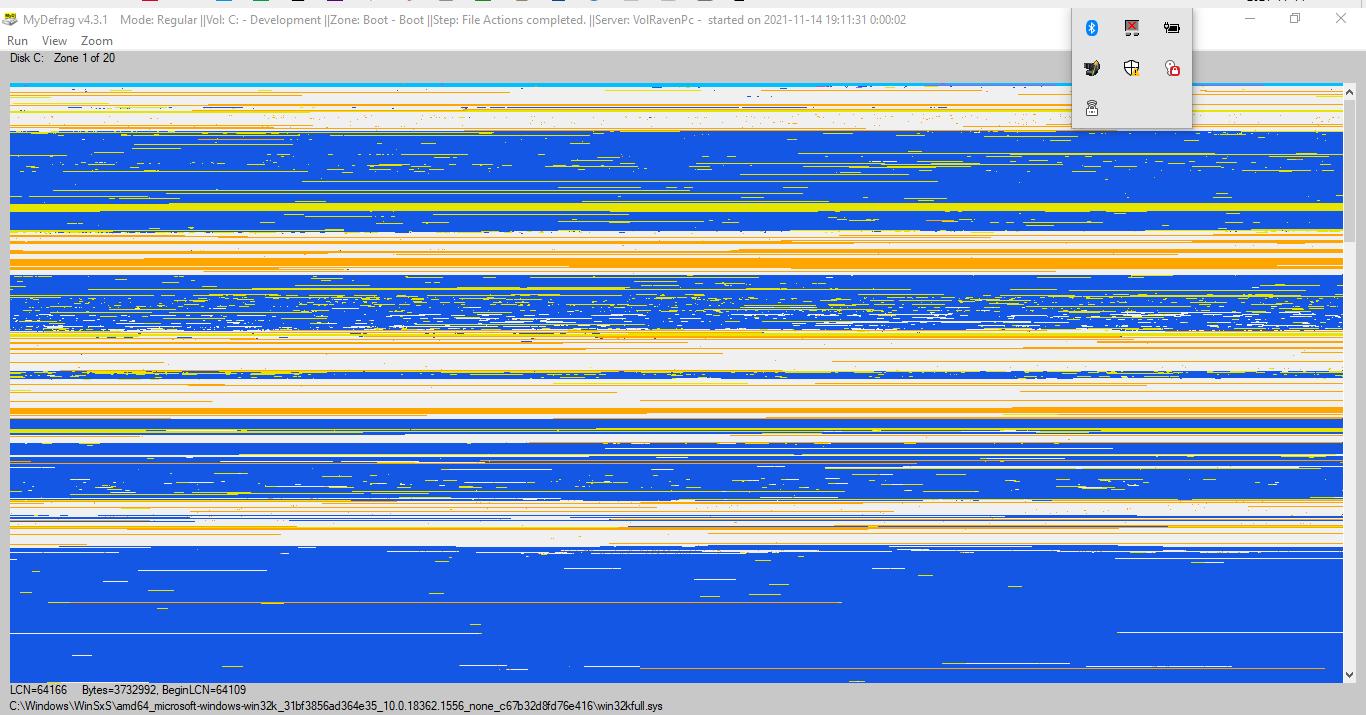 MyDefrag v4.3.1    Mode: Regular ||Vol: C: - Development ||Zone: Boot - Boot ||Step: File Actions completed. ||Server: VolRavenPc -  started on 2021-11-14 19:11:31 0:00:02
Run View Zoom
Disk C:   Zone 1 of 20
LCN=64166    Bytes=3732992, BeginLCN=64109
C:\Windows\WinSxS\amd64_microsoft-windows-win32k_31bf3856ad364e35_10.0.18362.1556_none_c67b32d8fd76e416\win32kfull.sys